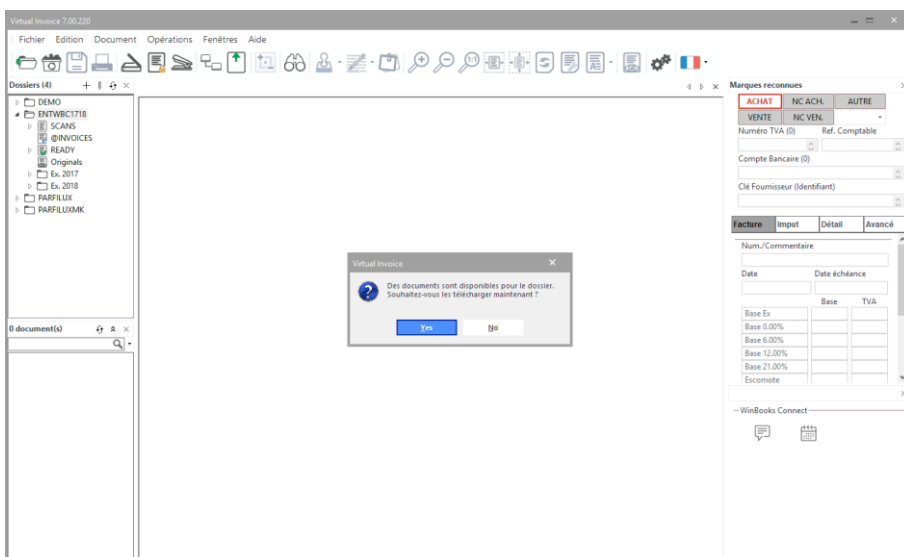 Virtual Invoice 7.00.220
Fichier Edition Document Opérations Fenêtres Aide
Dossiers (4)
DEMO
ENTWBC1718
SCANS
@INVOICES
READY
Originals
Ex. 2017
Ex. 2018
PARFILUX
PARFILUXMK
0 document(s)
Virtual Invoice
Des documents sont disponibles pour le dossier.
Souhaitez-vous les télécharger maintenant ?
Yes No
Marques reconnues
ACHAT NC ACH. AUTRE
VENTE NC VEN.
Numéro TVA (0) Ref. Comptable
Compte Bancaire (0)
Clé Fournisseur (Identifiant)
Facture Imput Détail Avancé
Num./Commentaire
Date Date échéance
Base TVA
Base Ex
Base 0.00%
Base 6.00%
Base 12.00%
Base 21.00%
Escompte
WinBooks Connect